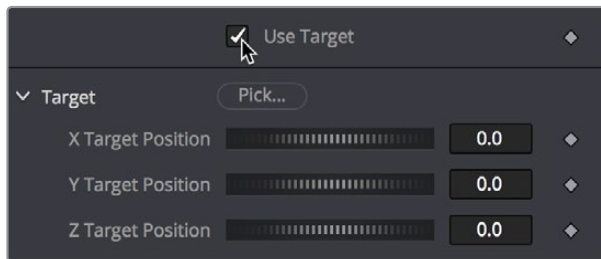 Use Target
Target Pick...
X Target Position 0.0
Y Target Position 0.0
Z Target Position 0.0